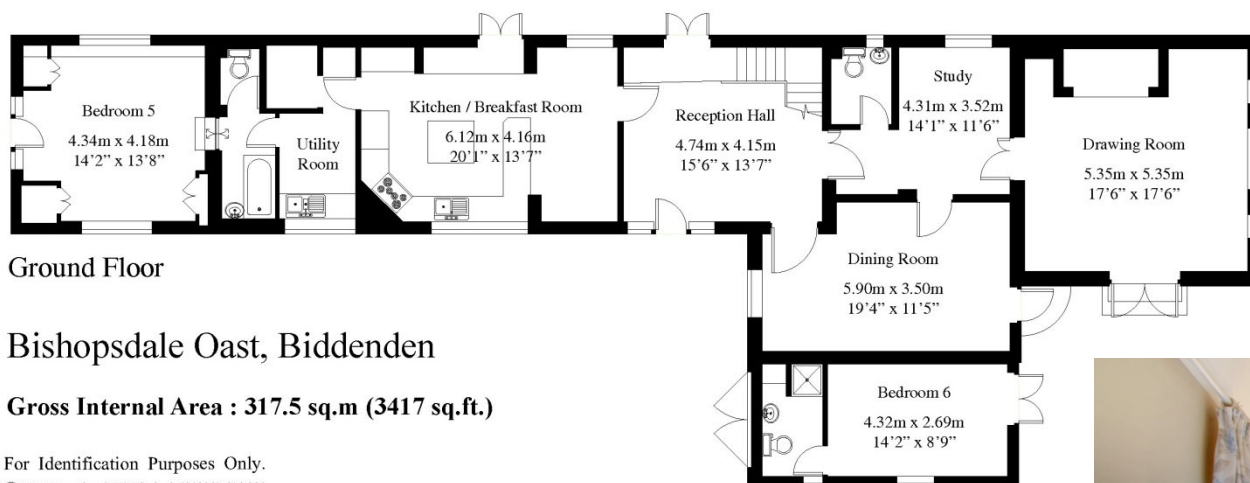 Bedroom 5
4.34m x 4.18m
14'2" x 13'8"
Utility
Room
Kitchen / Breakfast Room
6.12m x 4.16m
20'1" x 13'7"
Reception Hall
4.74m x 4.15m
15'6" x 13'7"
Study
4.31m x 3.52m
14'1" x 11'6"
Drawing Room
5.35m x 5.35m
17'6" x 17'6"
Dining Room
5.90m x 3.50m
19'4" x 11'5"
Bedroom 6
4.32m x 2.69m
14'2" x 8'9"
Ground Floor
Bishopsdale Oast, Biddenden
Gross Internal Area : 317.5 sq.m (3417 sq.ft.)
For Identification Purposes Only.